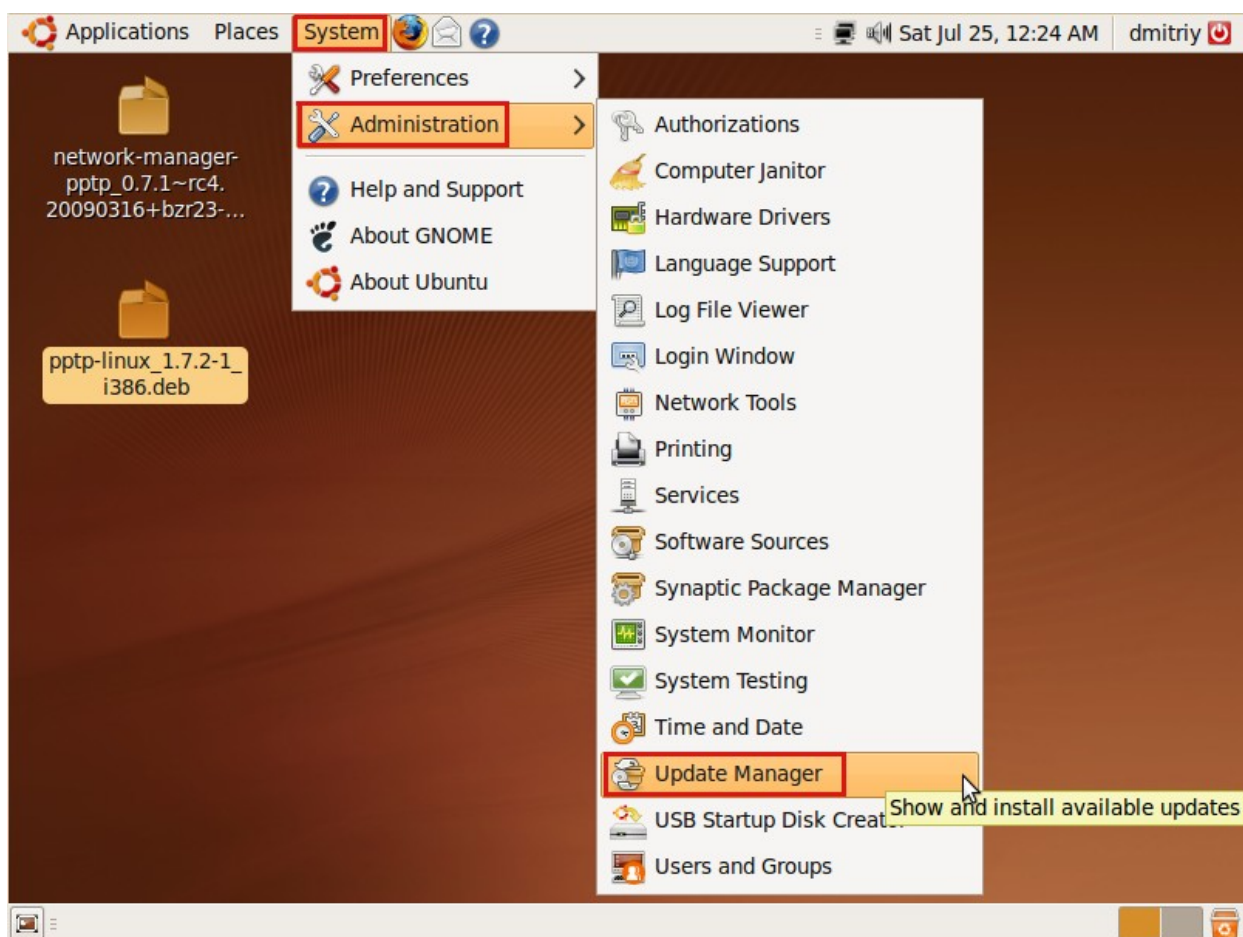 Applications Places System
Sat Jul 25, 12:24 AM dmitriy
Preferences
Administration
Help and Support
About GNOME
About Ubuntu
network-manager-
pptp_0.7.1~rc4.
20090316+bzr23-...
pptp-linux_1.7.2-1_
i386.deb
Authorizations
Computer Janitor
Hardware Drivers
Language Support
Log File Viewer
Login Window
Network Tools
Printing
Services
Software Sources
Synaptic Package Manager
System Monitor
System Testing
Time and Date
Update Manager
Show and install available updates
USB Startup Disk Creator
Users and Groups